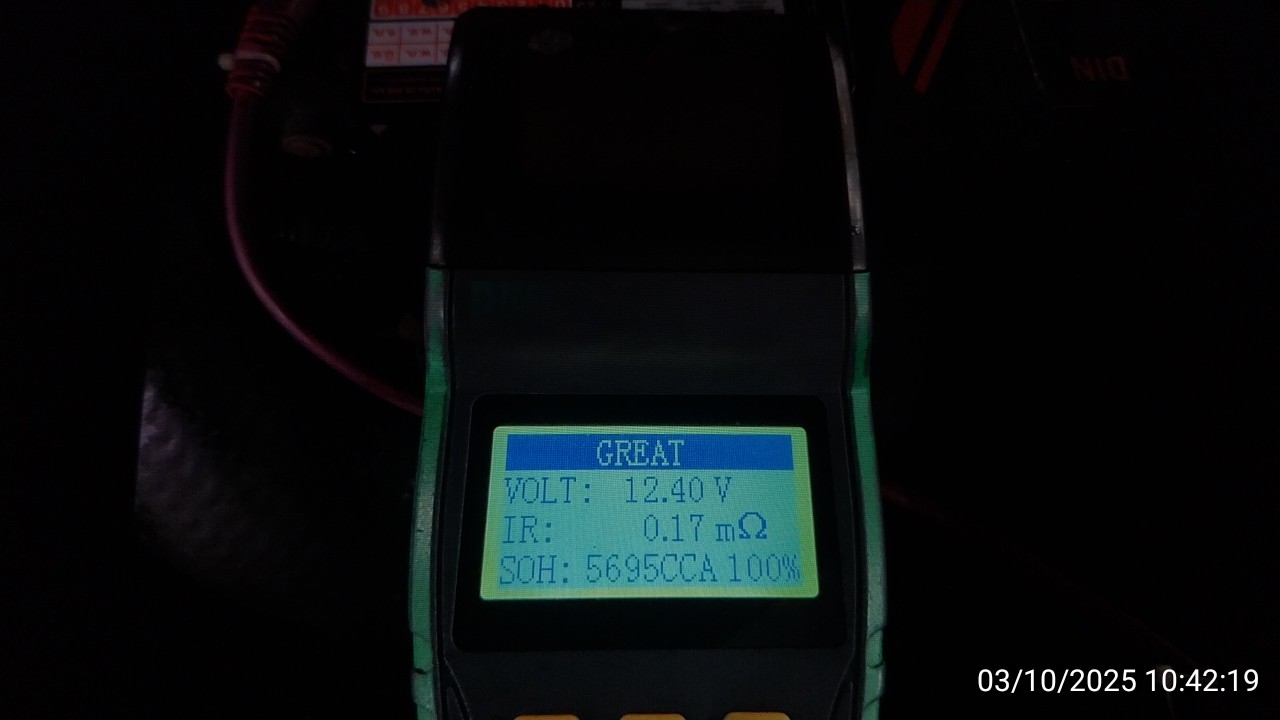 GREAT
VOLT: 12.40 V
IR: 0.17 mΩ
SOH: 5695CCA 100%
03/10/2025 10:42:19